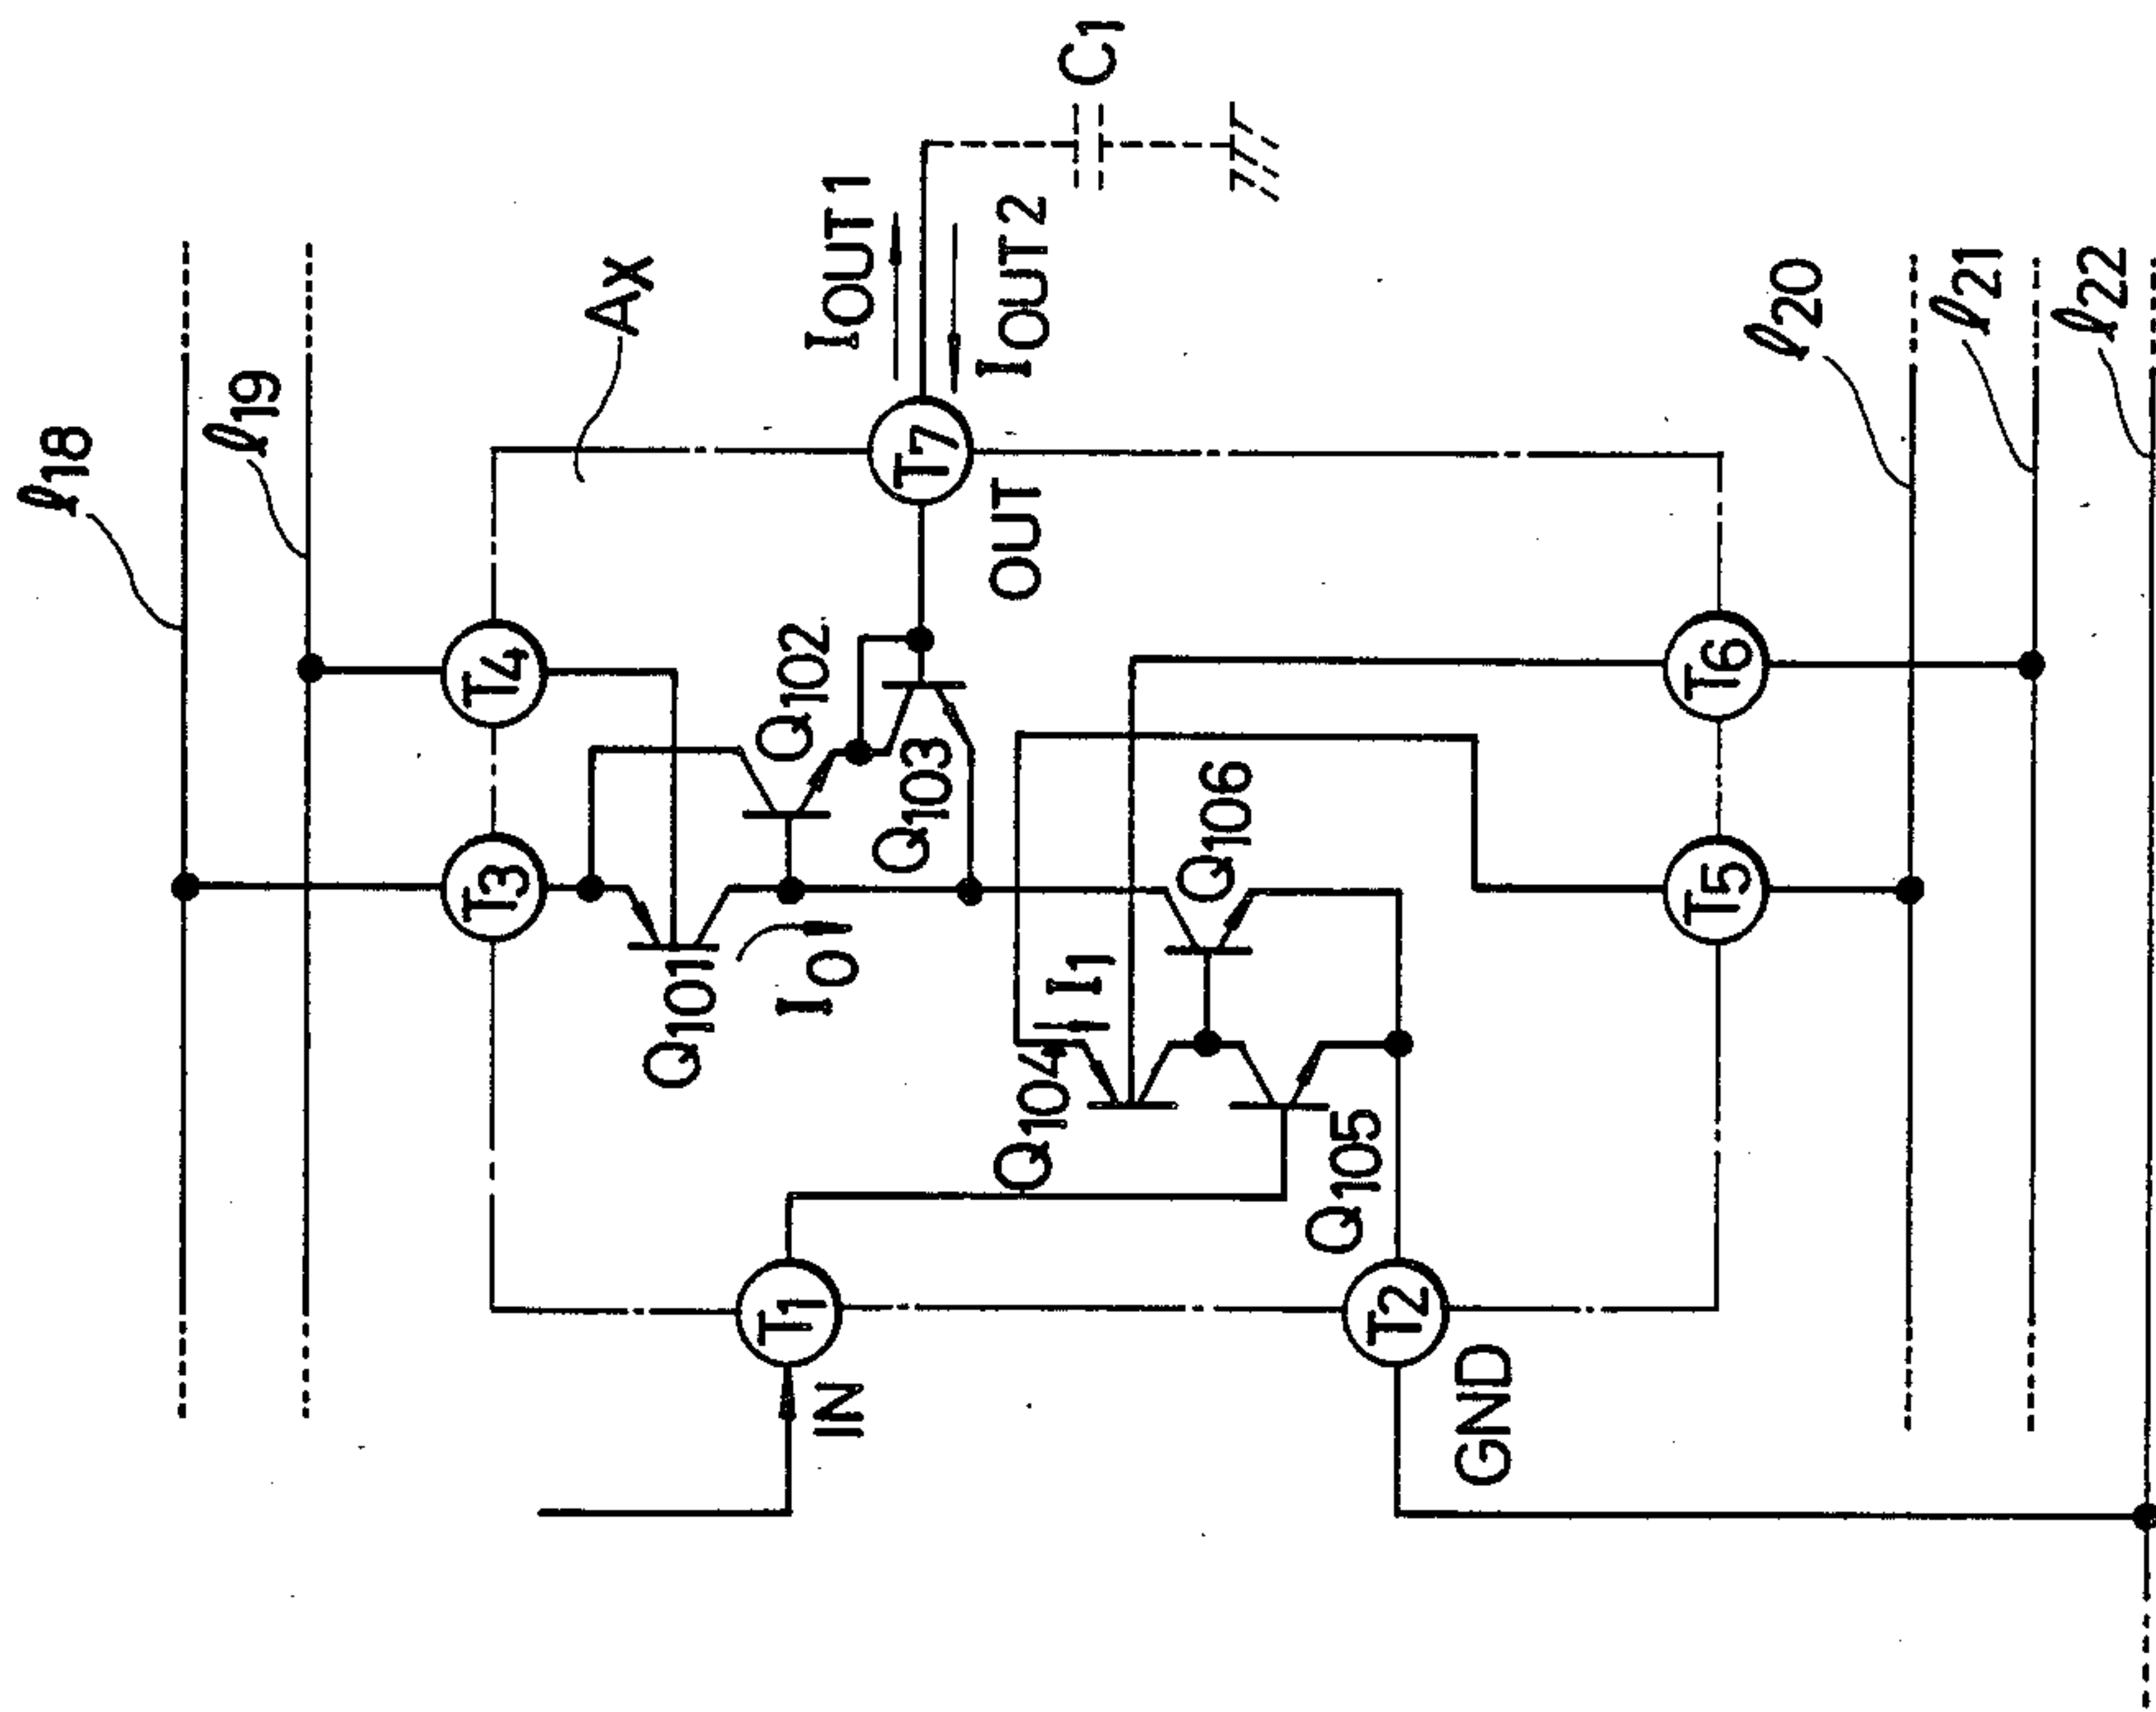 ℓ18
ℓ19
T3
T4
Ax
Q101
Q102
Q103
I01
T1
IN
T7
OUT
IOUT1
IOUT2
C1
Q104
I1
Q106
Q105
T2
GND
T5
T6
ℓ20
ℓ21
ℓ22